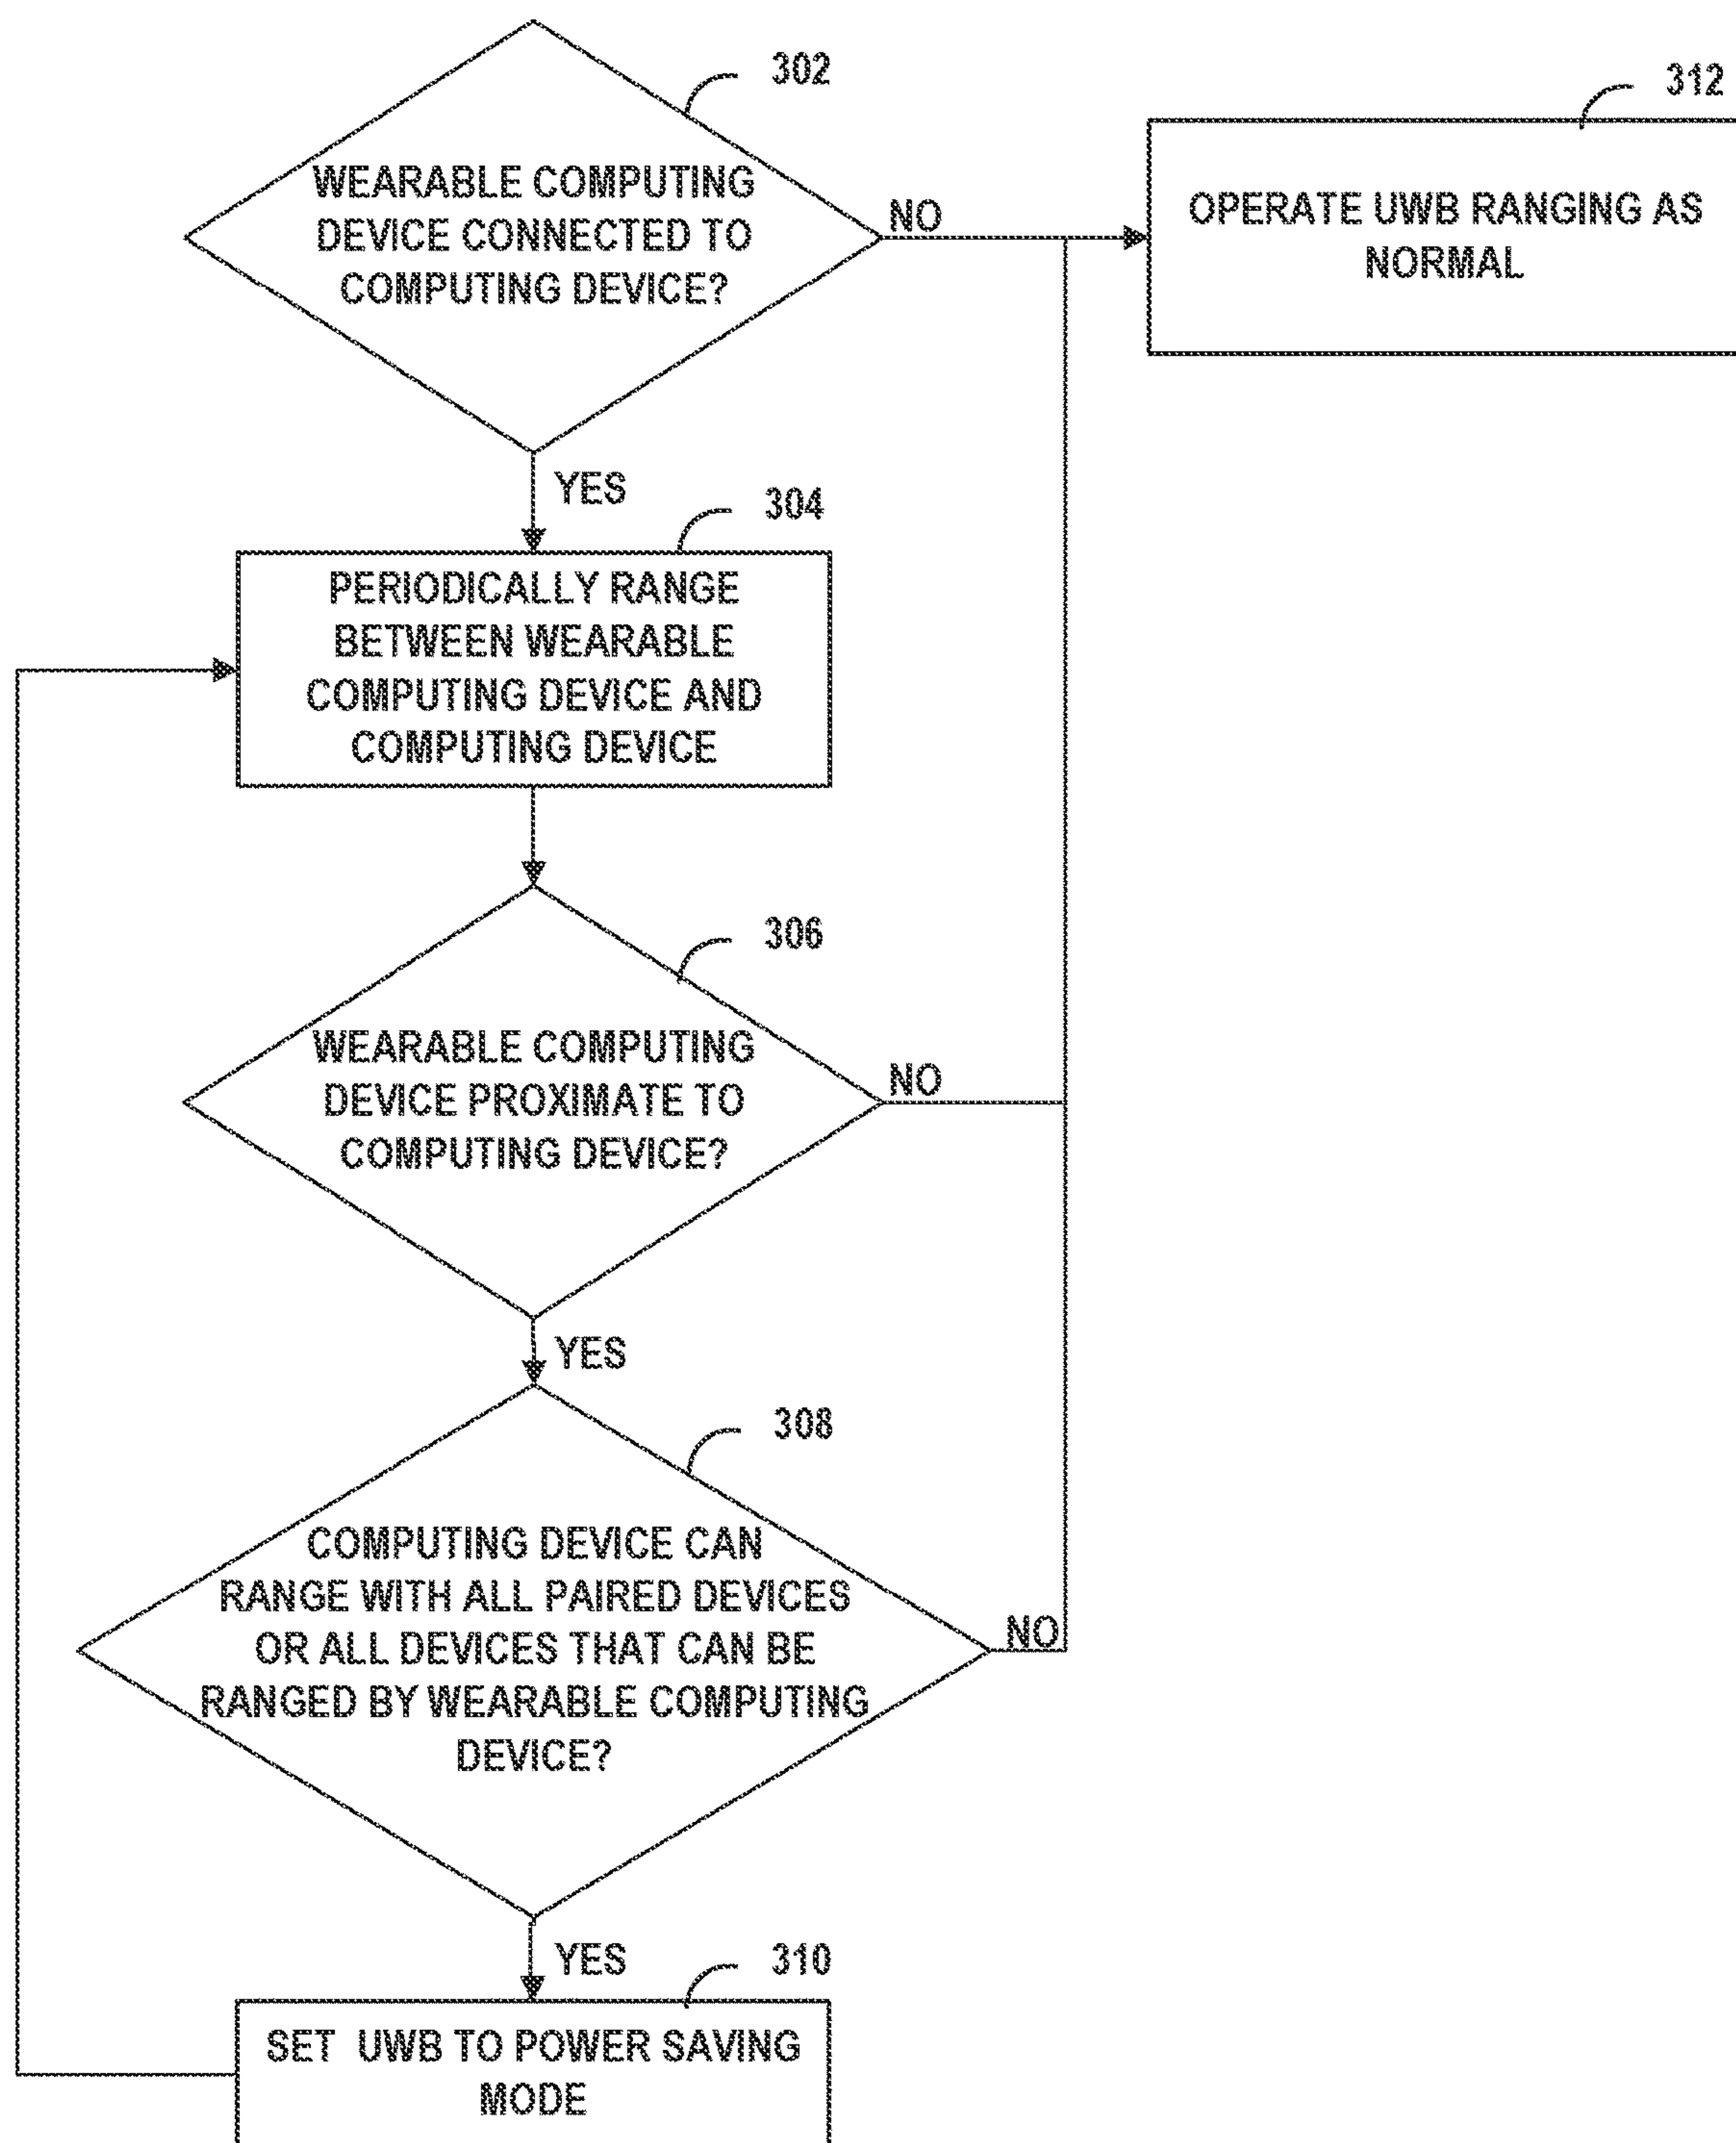 302
WEARABLE COMPUTING
DEVICE CONNECTED TO
COMPUTING DEVICE?
NO
312
OPERATE UWB RANGING AS
NORMAL
YES
304
PERIODICALLY RANGE
BETWEEN WEARABLE
COMPUTING DEVICE AND
COMPUTING DEVICE
306
WEARABLE COMPUTING
DEVICE PROXIMATE TO
COMPUTING DEVICE?
NO
YES
308
COMPUTING DEVICE CAN
RANGE WITH ALL PAIRED DEVICES
OR ALL DEVICES THAT CAN BE
RANGED BY WEARABLE COMPUTING
DEVICE?
NO
YES
310
SET UWB TO POWER SAVING
MODE